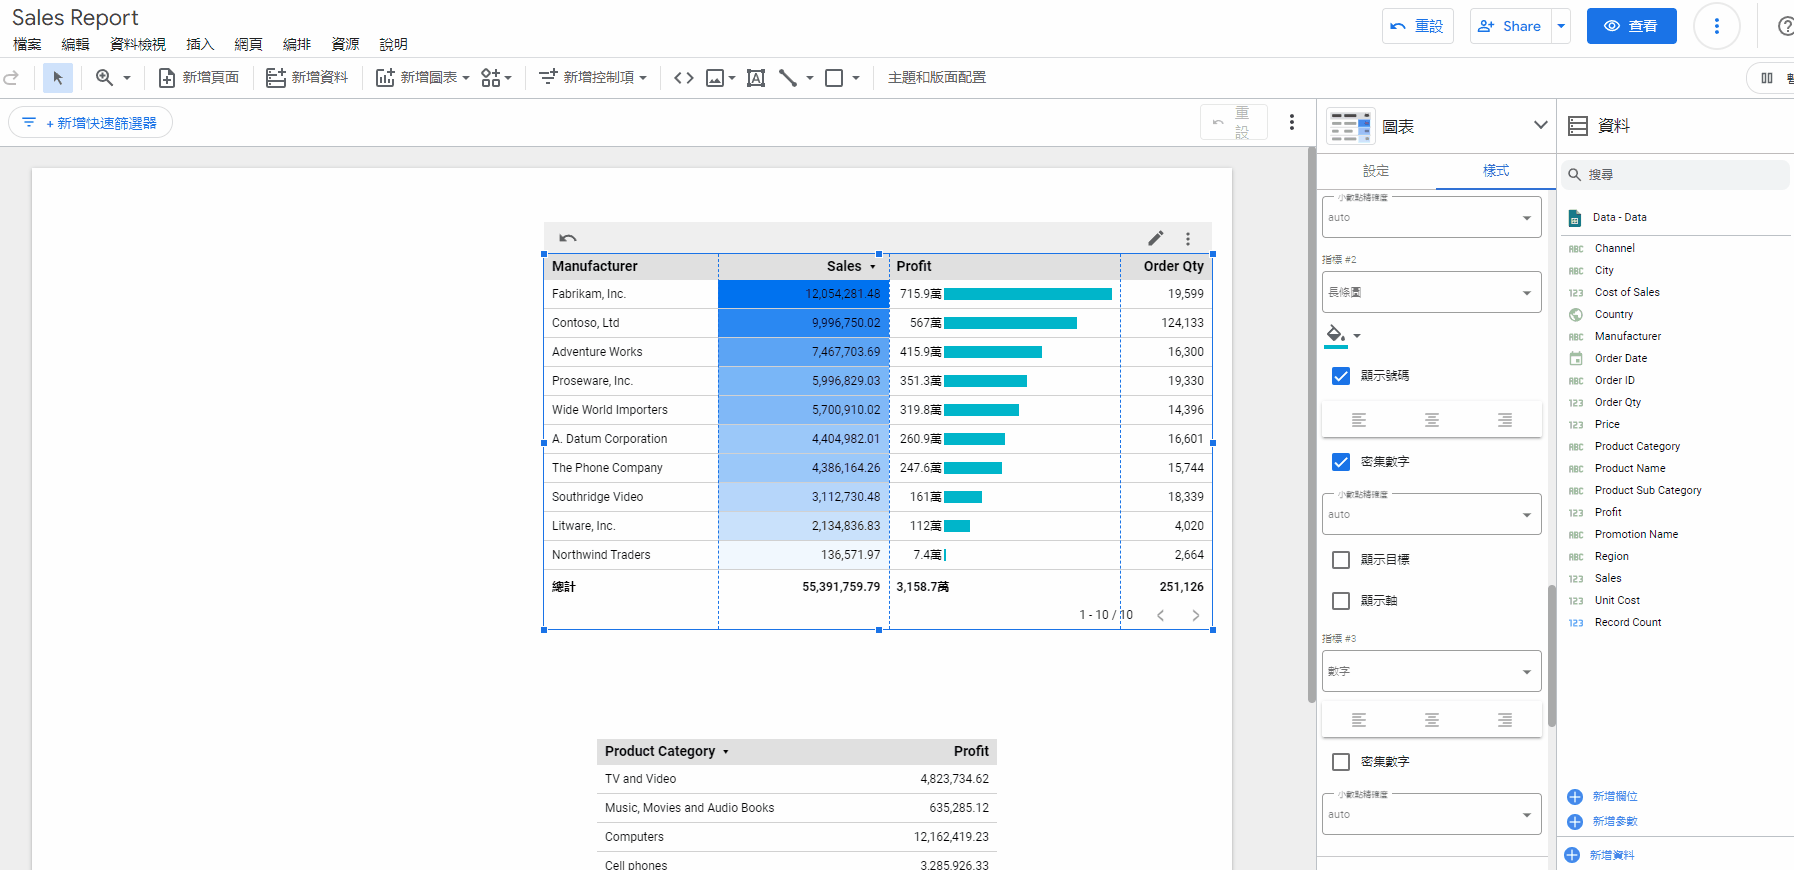 Sales Report
檔案 編輯 資料檢視 插入 網頁 編排 資源 說明
重設 Share 查看
新增頁面 新增資料 新增圖表 新增控制項 主題和版面配置
+ 新增快速篩選器
重設
Manufacturer Sales Profit Order Qty
Fabrikam, Inc. 12,054,281.48 715.9萬 19,599
Contoso, Ltd 9,996,750.02 567萬 124,133
Adventure Works 7,467,703.69 415.9萬 16,300
Proseware, Inc. 5,996,829.03 351.3萬 19,330
Wide World Importers 5,700,910.02 319.8萬 14,396
A. Datum Corporation 4,404,982.01 260.9萬 16,601
The Phone Company 4,386,164.26 247.6萬 15,744
Southridge Video 3,112,730.48 161萬 18,339
Litware, Inc. 2,134,836.83 112萬 4,020
Northwind Traders 136,571.97 7.4萬 2,664
總計 55,391,759.79 3,158.7萬 251,126
1 - 10 / 10
Product Category Profit
TV and Video 4,823,734.62
Music, Movies and Audio Books 635,285.12
Computers 12,162,419.23
Cell phones 3,285,926.33
圖表
設定 樣式
小數點精確度
auto
指標 #2
長條圖
顯示號碼
密集數字
小數點精確度
auto
顯示目標
顯示軸
指標 #3
數字
密集數字
小數點精確度
auto
資料
搜尋
Data - Data
ABC Channel
ABC City
123 Cost of Sales
Country
ABC Manufacturer
Order Date
ABC Order ID
123 Order Qty
123 Price
ABC Product Category
ABC Product Name
ABC Product Sub Category
123 Profit
ABC Promotion Name
ABC Region
123 Sales
123 Unit Cost
123 Record Count
新增欄位
新增參數
新增資料